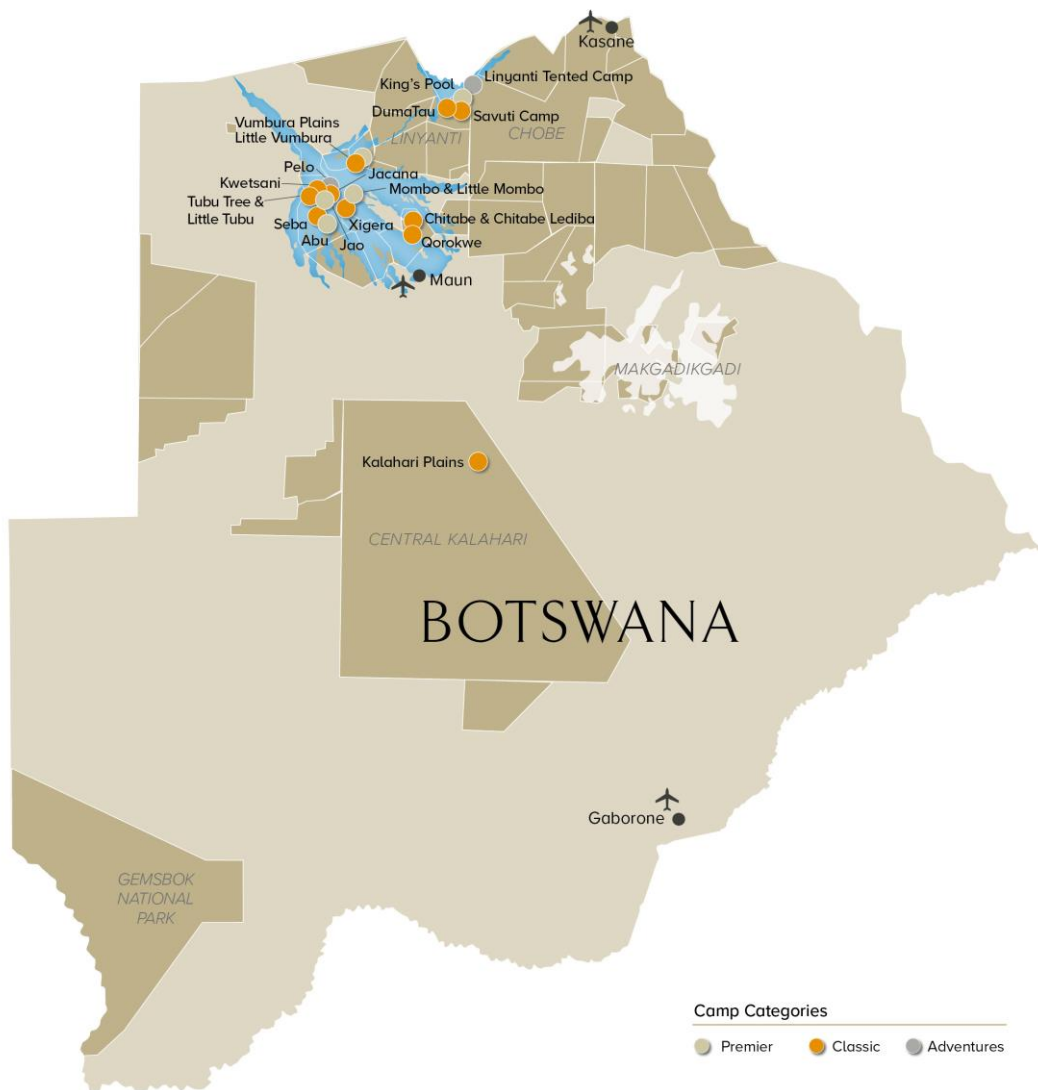 Kasane
Linyanti Tented Camp
King's Pool
DumaTau
Savuti Camp
LINYANTI
CHOBE
Vumbura Plains
Little Vumbura
Pelo
Jacana
Kwetsani
Mombo & Little Mombo
Tubu Tree &
Little Tubu
Seba
Xigera
Chitabe & Chitabe Lediba
Abu
Jao
Qorokwe
Maun
MAKGADIKGADI
Kalahari Plains
CENTRAL KALAHARI
BOTSWANA
Gaborone
GEMSBOK
NATIONAL
PARK
Camp Categories
Premier
Classic
Adventures